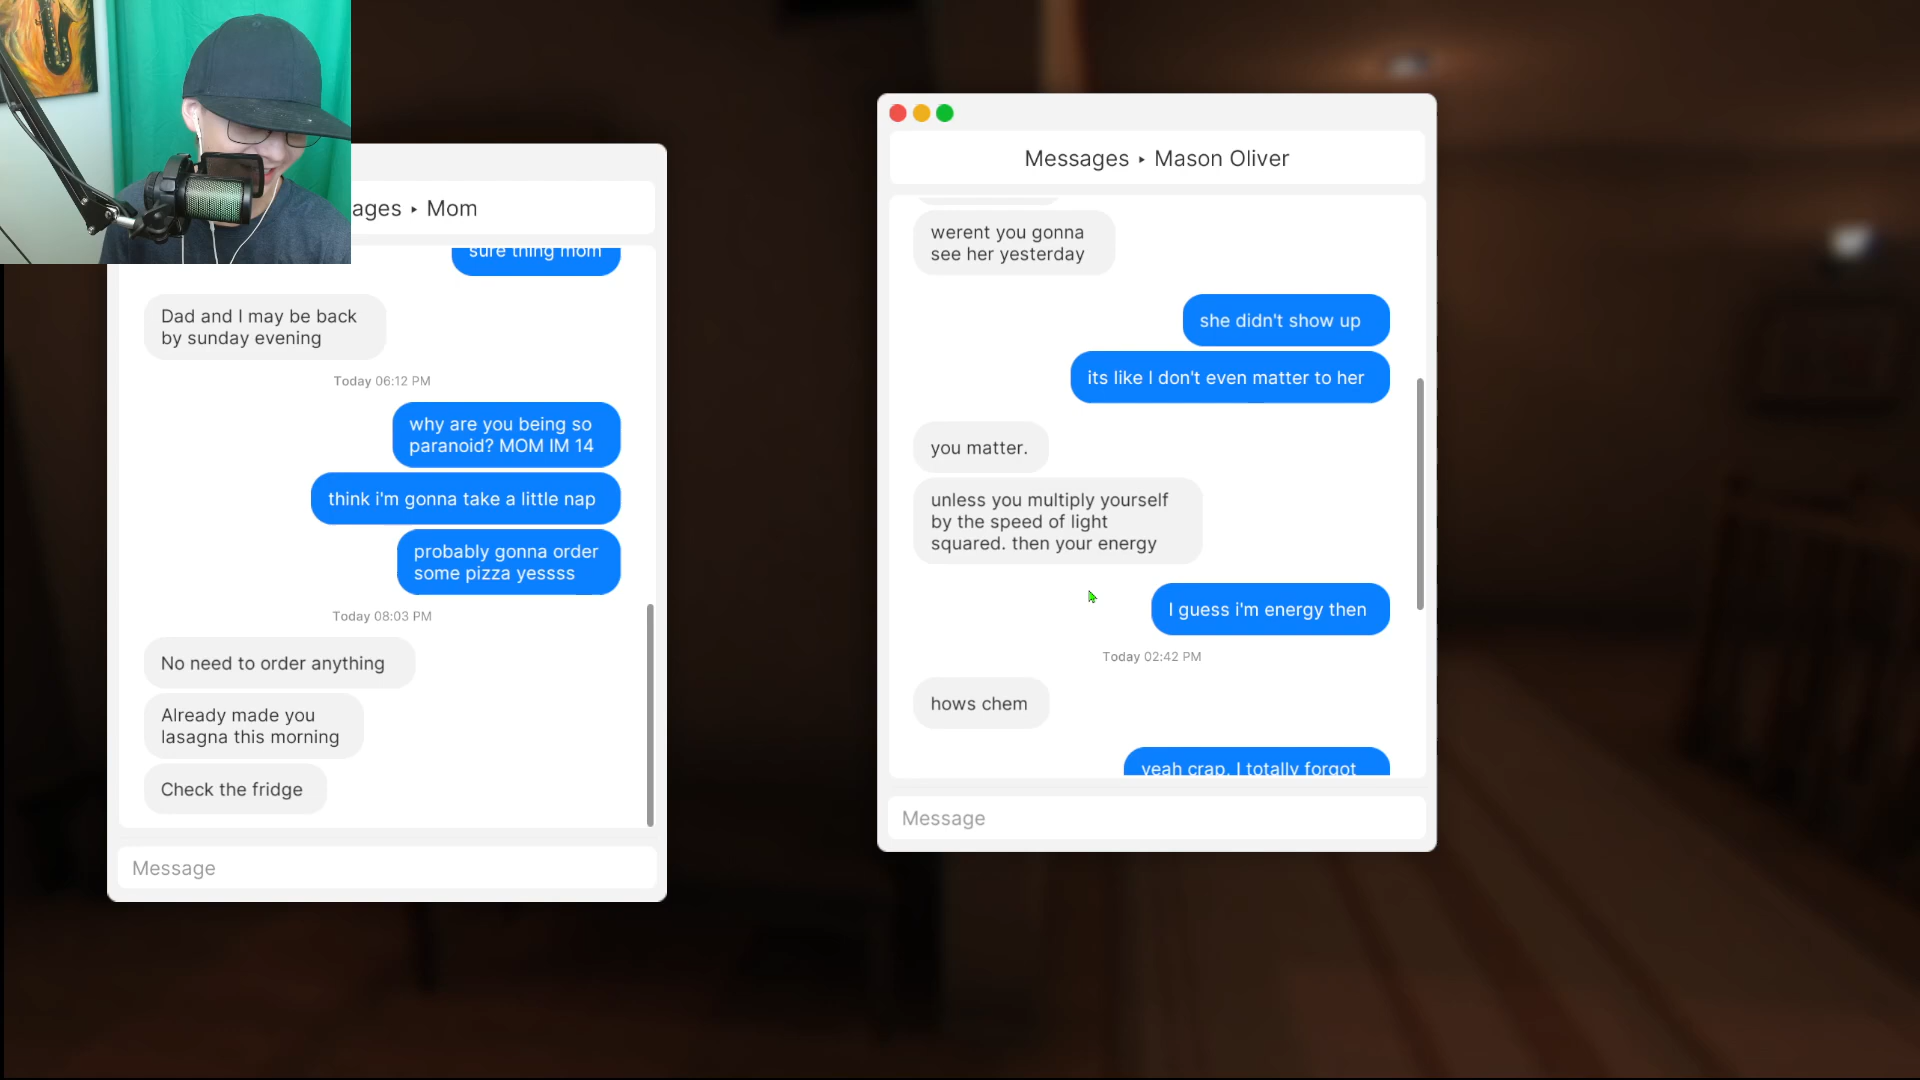 ages ▸ Mom
sure thing mom
Dad and I may be back
by sunday evening
Today 06:12 PM
why are you being so
paranoid? MOM IM 14
think i'm gonna take a little nap
probably gonna order
some pizza yessss
Today 08:03 PM
No need to order anything
Already made you
lasagna this morning
Check the fridge
Message
Messages ▸ Mason Oliver
werent you gonna
see her yesterday
she didn't show up
its like I don't even matter to her
you matter.
unless you multiply yourself
by the speed of light
squared. then your energy
I guess i'm energy then
Today 02:42 PM
hows chem
yeah crap, I totally forgot
Message